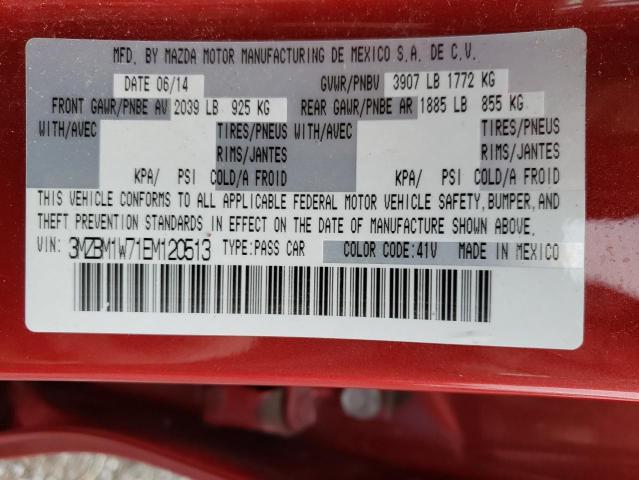 MFD. BY MAZDA MOTOR MANUFACTURING DE MEXICO S.A. DE C.V.
DATE 06/14 GVWR/PNBV 3907 LB 1772 KG
FRONT GAWR/PNBE AV 2039 LB 925 KG REAR GAWR/PNBE AR 1885 LB 855 KG
WITH/AVEC TIRES/PNEUS WITH/AVEC TIRES/PNEUS
RIMS/JANTES RIMS/JANTES
KPA/ PSI COLD/A FROID KPA/ PSI COLD/A FROID
THIS VEHICLE CONFORMS TO ALL APPLICABLE FEDERAL MOTOR VEHICLE SAFETY, BUMPER, AND
THEFT PREVENTION STANDARDS IN EFFECT ON THE DATE OF MANUFACTURE SHOWN ABOVE.
VIN: 3MZBM1W71EM120513 TYPE:PASS CAR COLOR CODE:41V MADE IN MEXICO